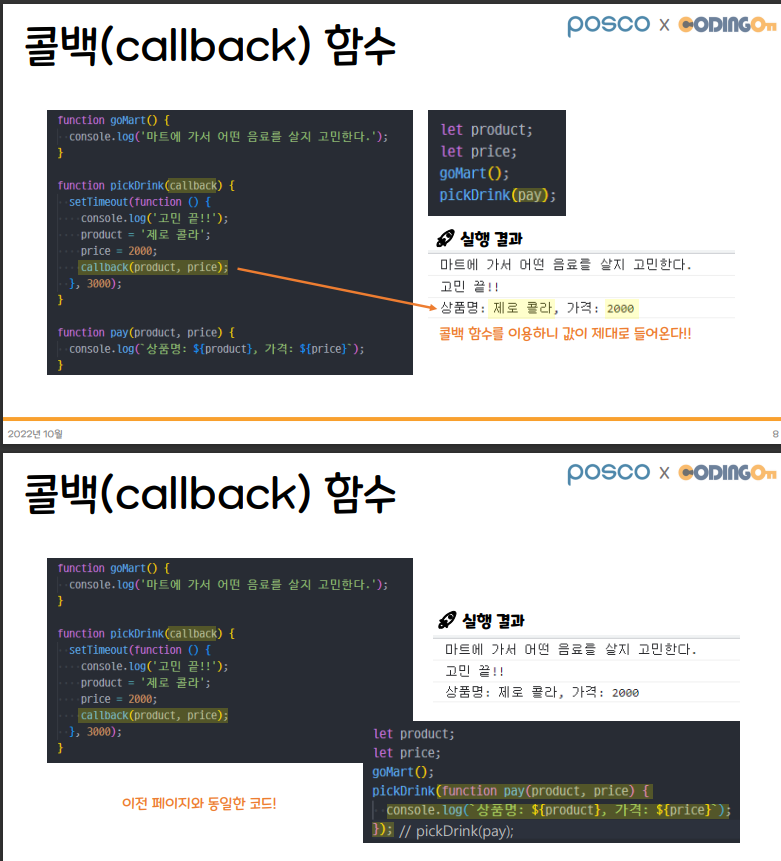 콜백(callback) 함수
posco x CODINGOn
function goMart() {
console.log('마트에 가서 어떤 음료를 살지 고민한다.');
}
function pickDrink(callback) {
setTimeout(function () {
console.log('고민 끝!!');
product = '제로 콜라';
price = 2000;
callback(product, price);
}, 3000);
}
function pay(product, price) {
console.log(`상품명: ${product}, 가격: ${price}`);
}
let product;
let price;
goMart();
pickDrink(pay);
실행 결과
마트에 가서 어떤 음료를 살지 고민한다.
고민 끝!!
상품명: 제로 콜라, 가격: 2000
콜백 함수를 이용하니 값이 제대로 들어온다!!
2022년 10월
8
콜백(callback) 함수
posco x CODINGOn
function goMart() {
console.log('마트에 가서 어떤 음료를 살지 고민한다.');
}
function pickDrink(callback) {
setTimeout(function () {
console.log('고민 끝!!');
product = '제로 콜라';
price = 2000;
callback(product, price);
}, 3000);
}
실행 결과
마트에 가서 어떤 음료를 살지 고민한다.
고민 끝!!
상품명: 제로 콜라, 가격: 2000
let product;
let price;
goMart();
pickDrink(function pay(product, price) {
console.log(`상품명: ${product}, 가격: ${price}`);
}); // pickDrink(pay);
이전 페이지와 동일한 코드!